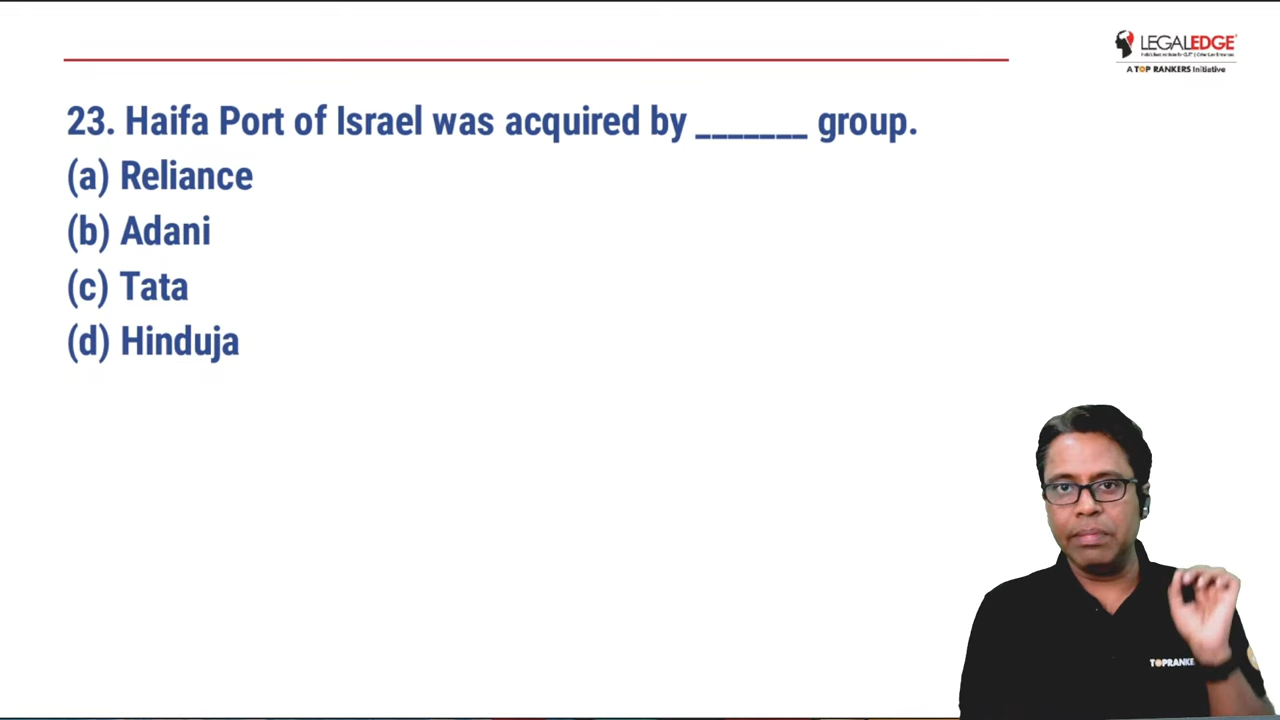 LEGALEDGE
A TOP RANKERS Initiative
23. Haifa Port of Israel was acquired by _______ group.
(a) Reliance
(b) Adani
(c) Tata
(d) Hinduja
TOPRANKE